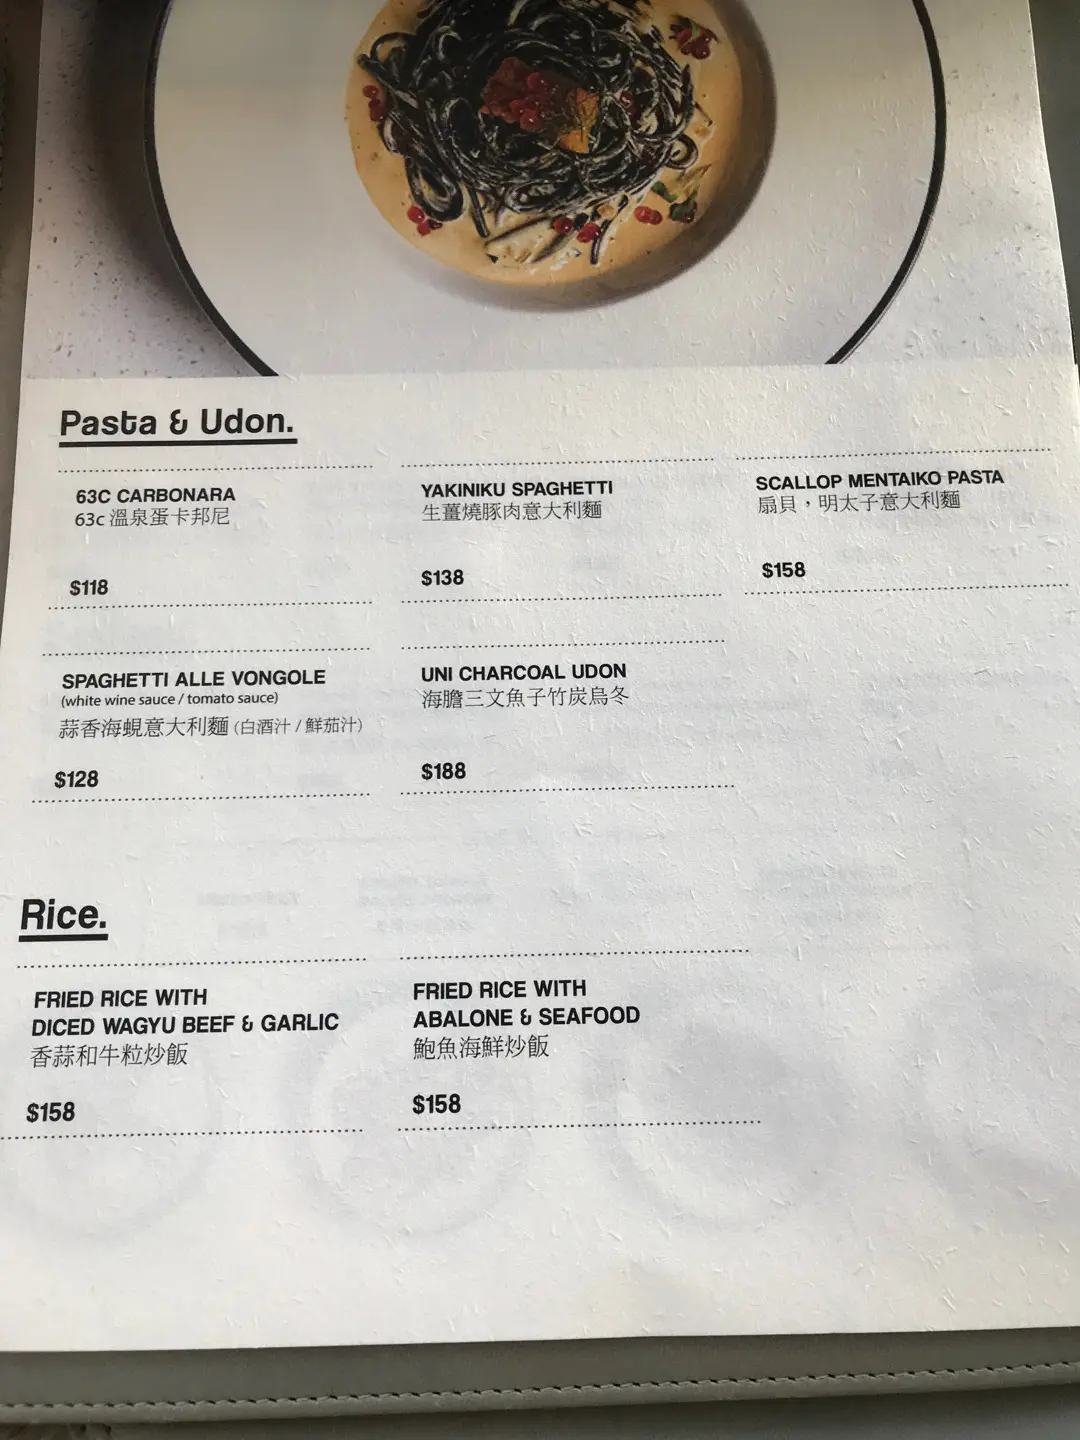 Pasta & Udon.
63C CARBONARA
63c 溫泉蛋卡邦尼
$118
YAKINIKU SPAGHETTI
生薑燒豚肉意大利麵
$138
SCALLOP MENTAIKO PASTA
扇貝，明太子意大利麵
$158
SPAGHETTI ALLE VONGOLE
(white wine sauce / tomato sauce)
蒜香海蜆意大利麵 (白酒汁 / 鮮茄汁)
$128
UNI CHARCOAL UDON
海膽三文魚子竹炭烏冬
$188
Rice.
FRIED RICE WITH
DICED WAGYU BEEF & GARLIC
香蒜和牛粒炒飯
$158
FRIED RICE WITH
ABALONE & SEAFOOD
鮑魚海鮮炒飯
$158